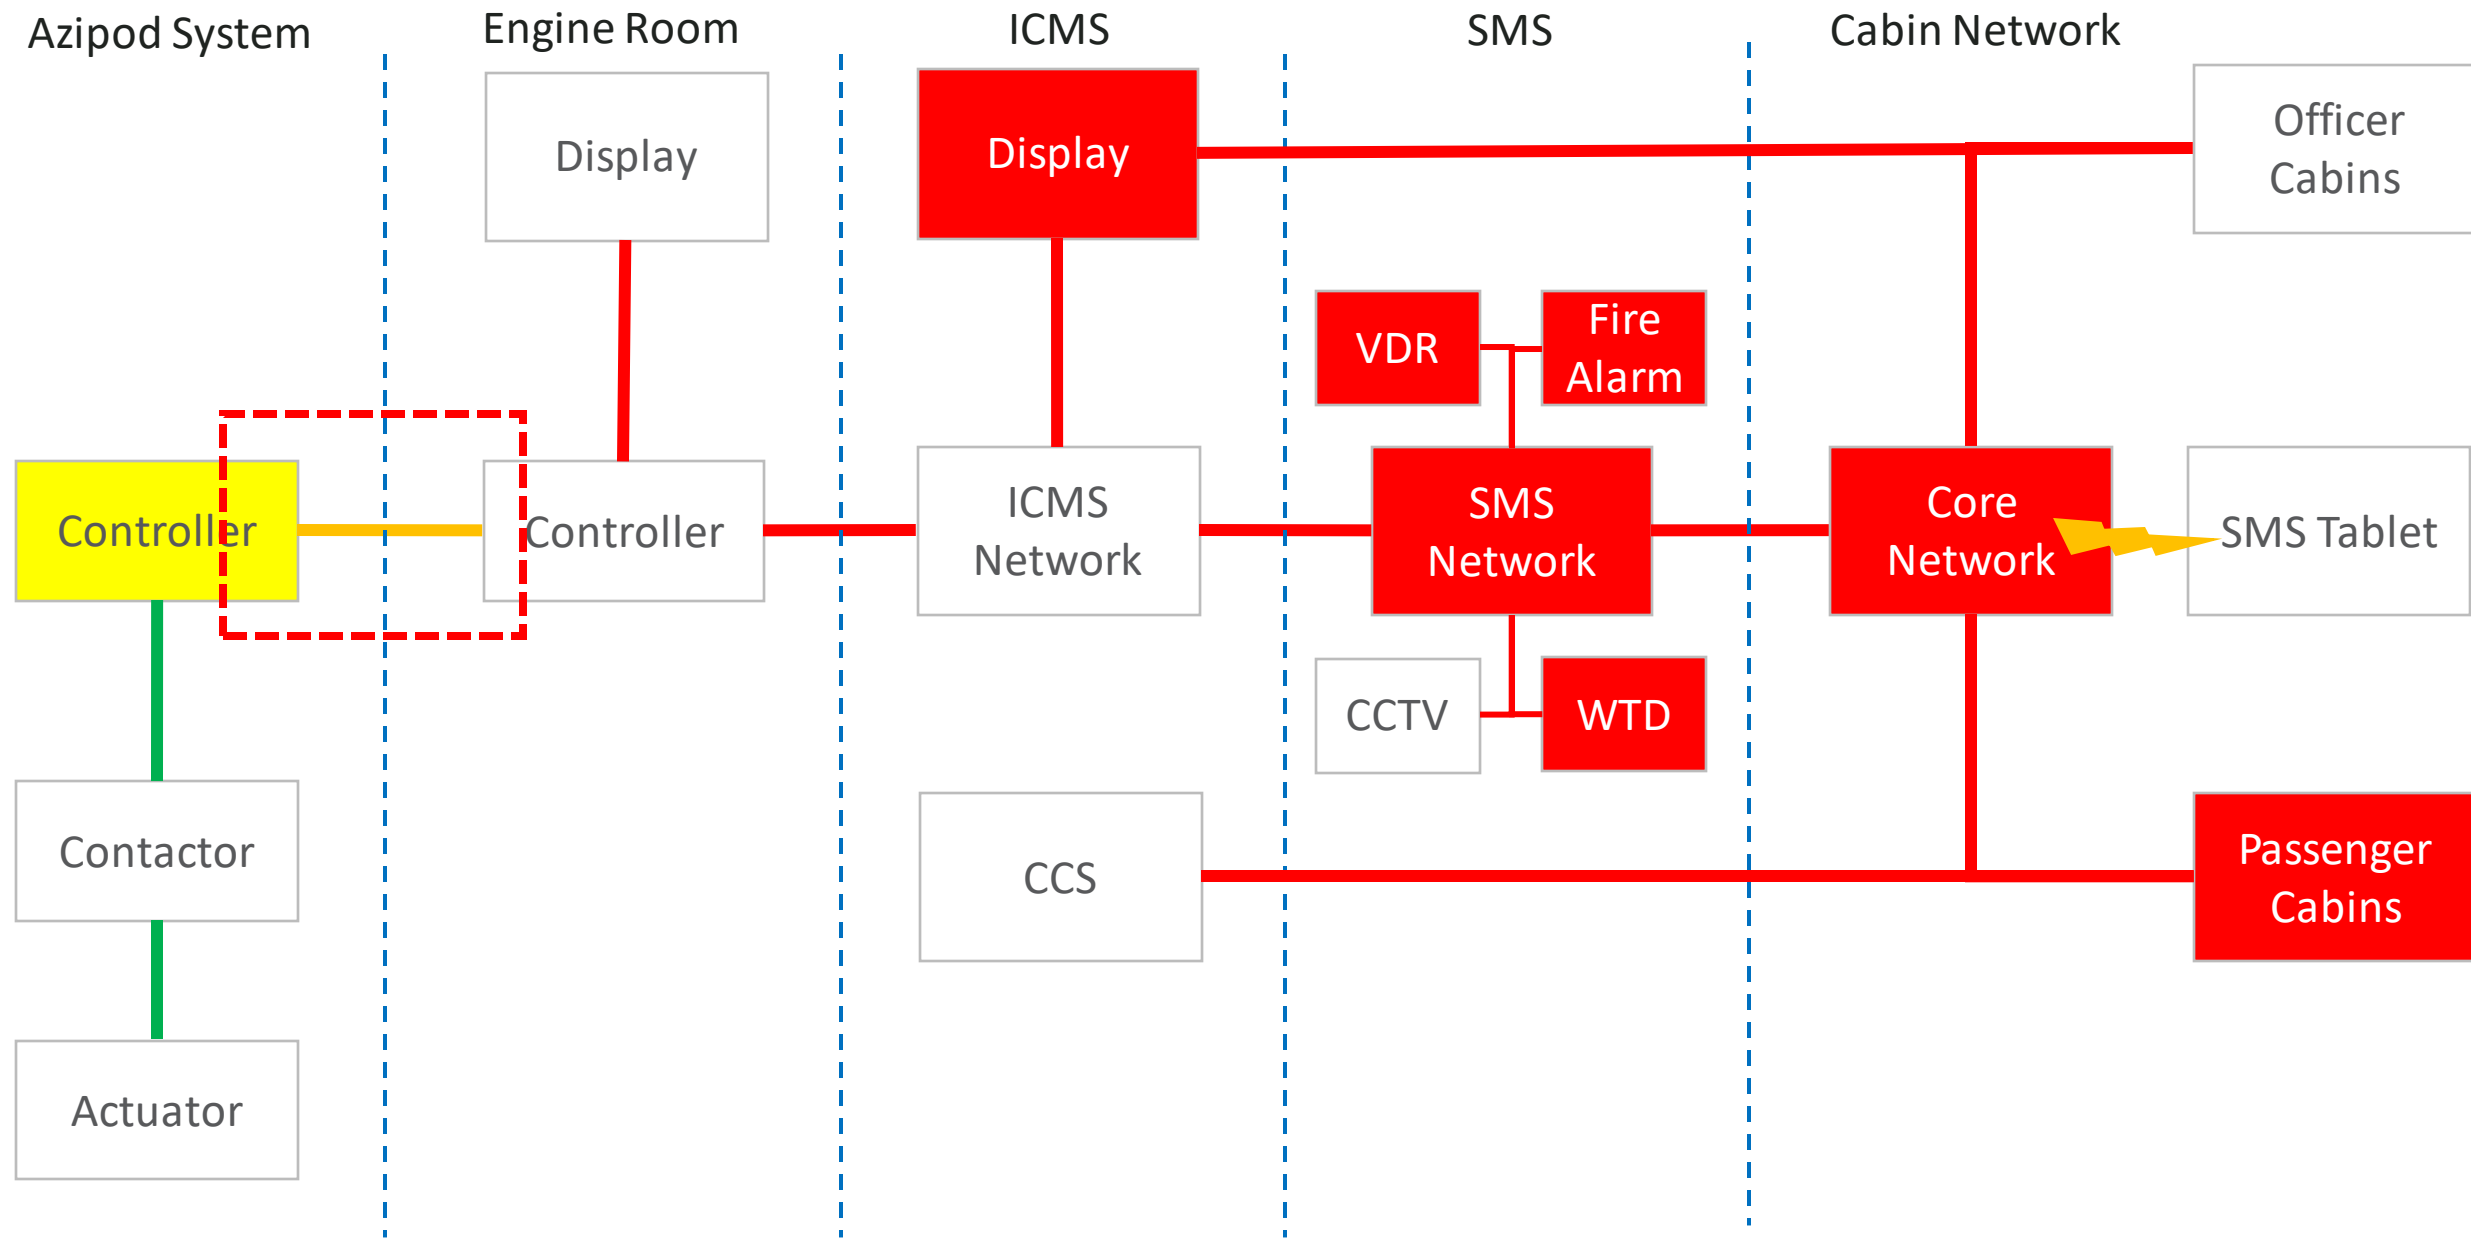 Azipod System
Engine Room
ICMS
SMS
Cabin Network
Display
Display
Officer
Cabins
VDR
Fire
Alarm
Controller
Controller
ICMS
Network
SMS
Network
Core
Network
SMS Tablet
CCTV
WTD
Contactor
CCS
Passenger
Cabins
Actuator